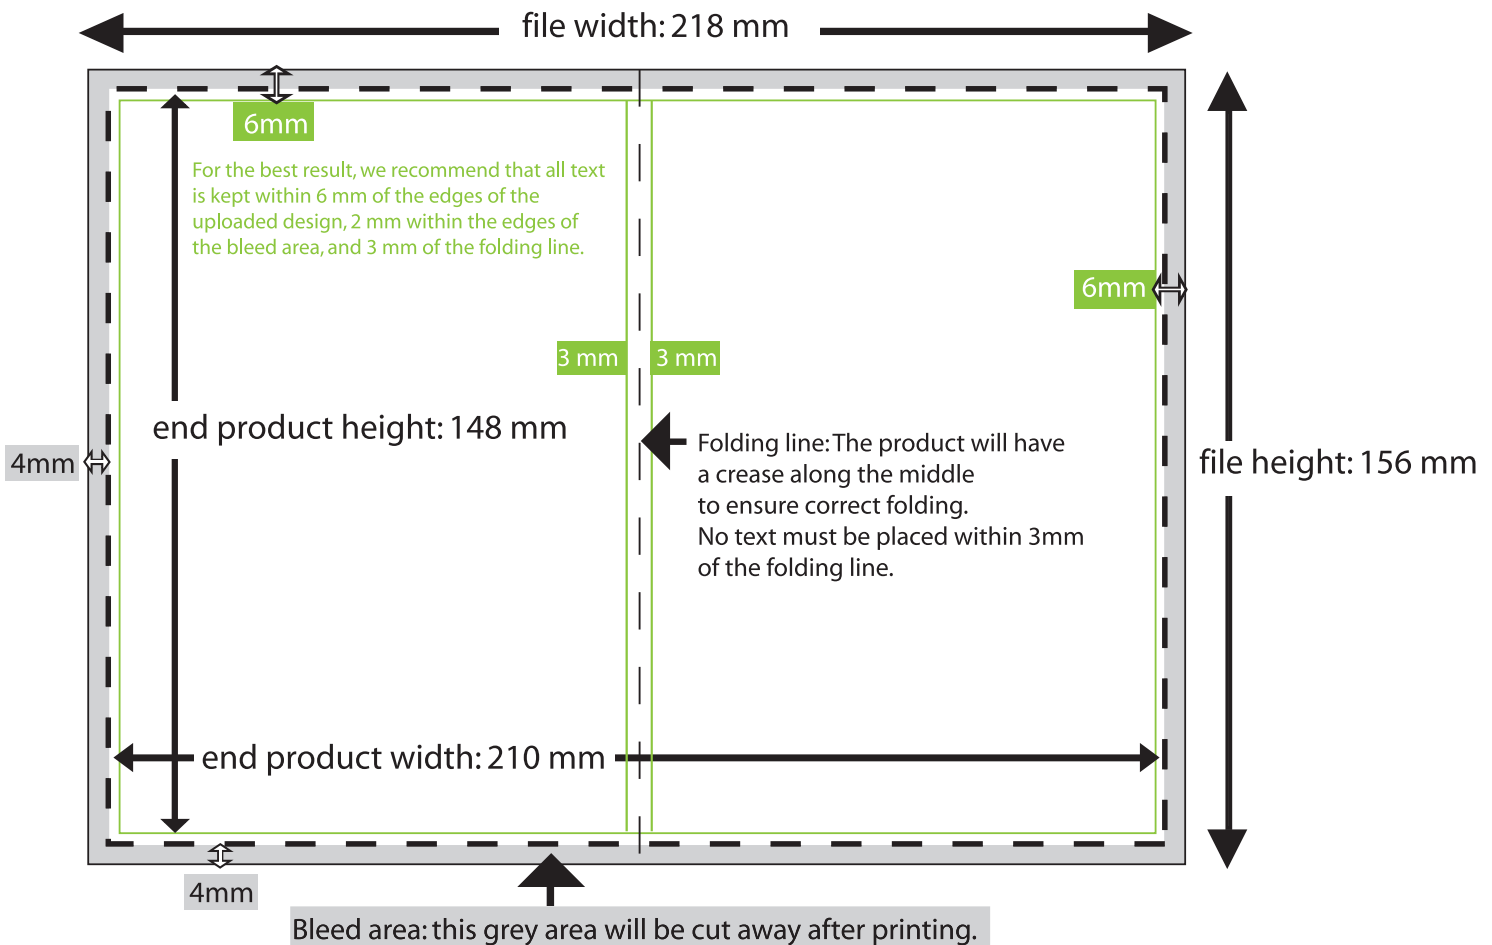 file width: 218 mm
6mm
For the best result, we recommend that all text
is kept within 6 mm of the edges of the
uploaded design, 2 mm within the edges of
the bleed area, and 3 mm of the folding line.
6mm
3 mm
3 mm
end product height: 148 mm
Folding line: The product will have
a crease along the middle
to ensure correct folding.
No text must be placed within 3mm
of the folding line.
4mm
file height: 156 mm
end product width: 210 mm
4mm
Bleed area: this grey area will be cut away after printing.